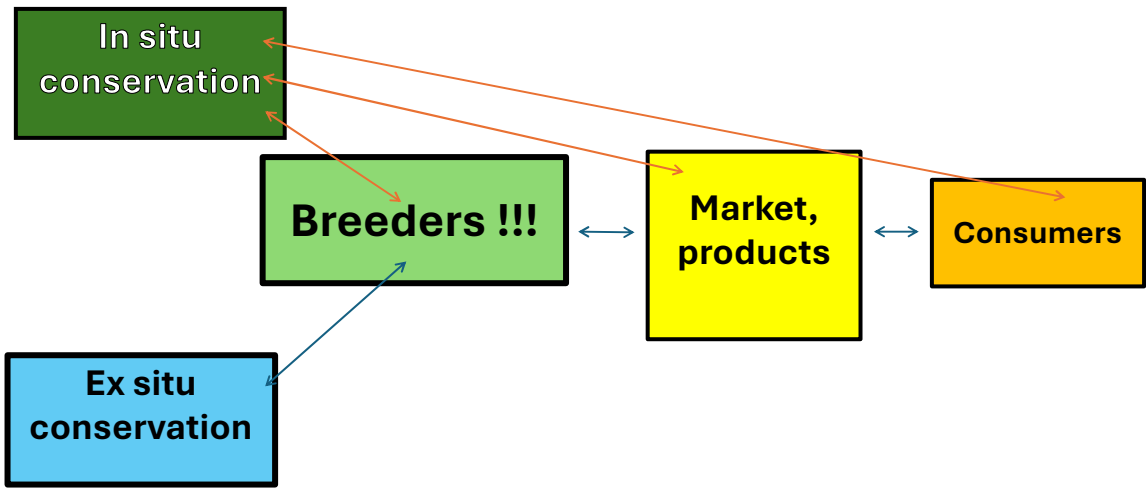 In situ
conservation
Breeders !!!
Market,
products
Consumers
Ex situ
conservation